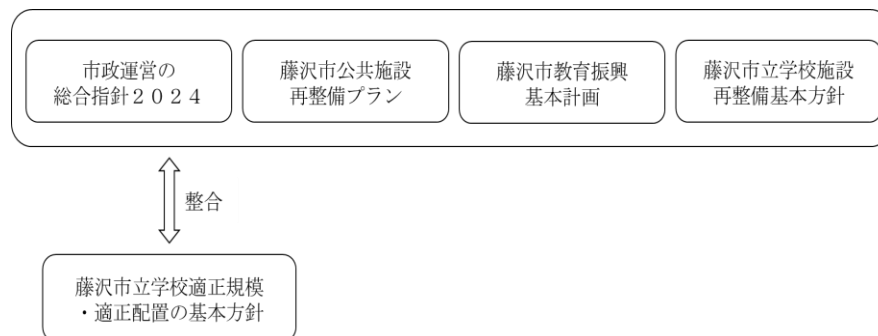 市政運営の
総合指針２０２４
藤沢市公共施設
再整備プラン
藤沢市教育振興
基本計画
藤沢市立学校施設
再整備基本方針
整合
藤沢市立学校適正規模
・適正配置の基本方針